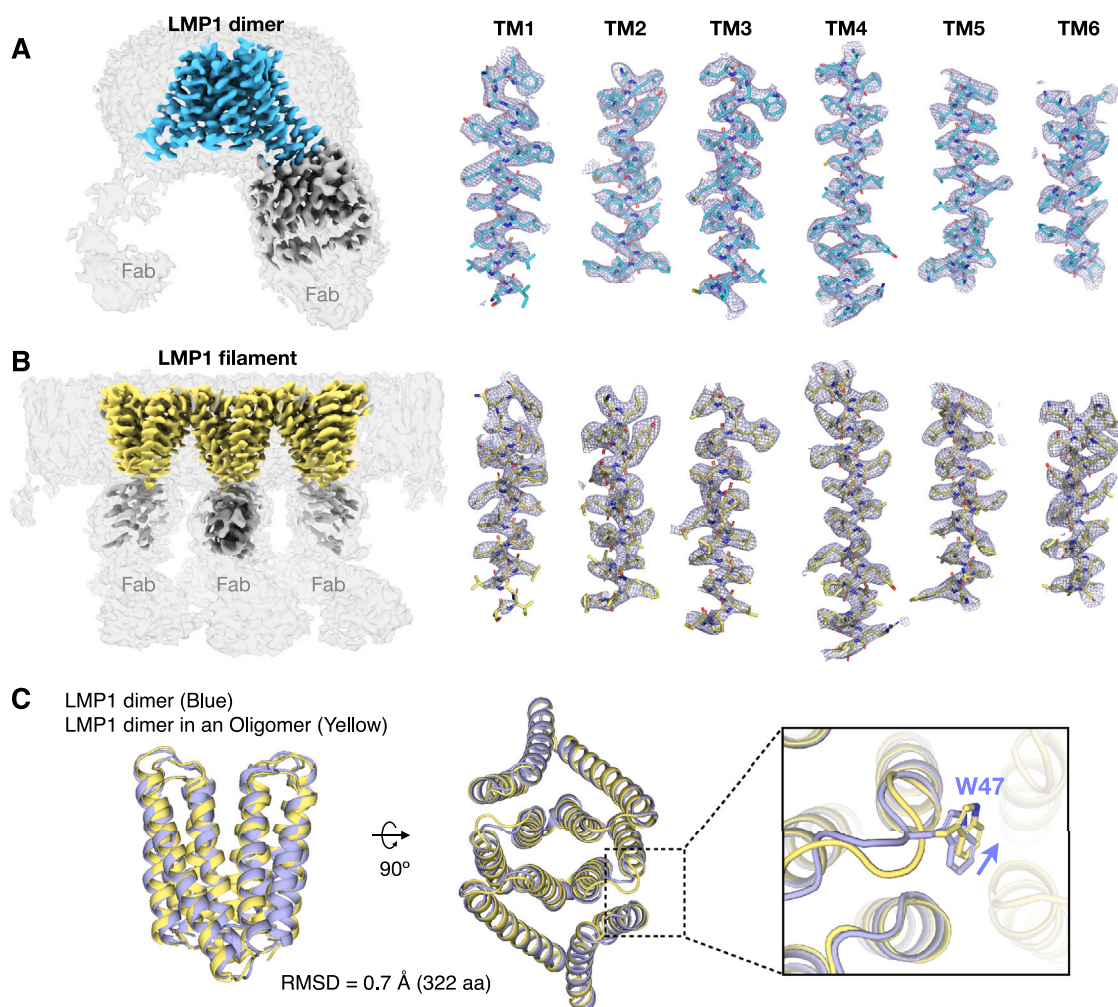 A
LMP1 dimer
TM1 TM2 TM3 TM4 TM5 TM6
Fab
Fab
B
LMP1 filament
Fab Fab Fab
C
LMP1 dimer (Blue)
LMP1 dimer in an Oligomer (Yellow)
90º
W47
RMSD = 0.7 Å (322 aa)